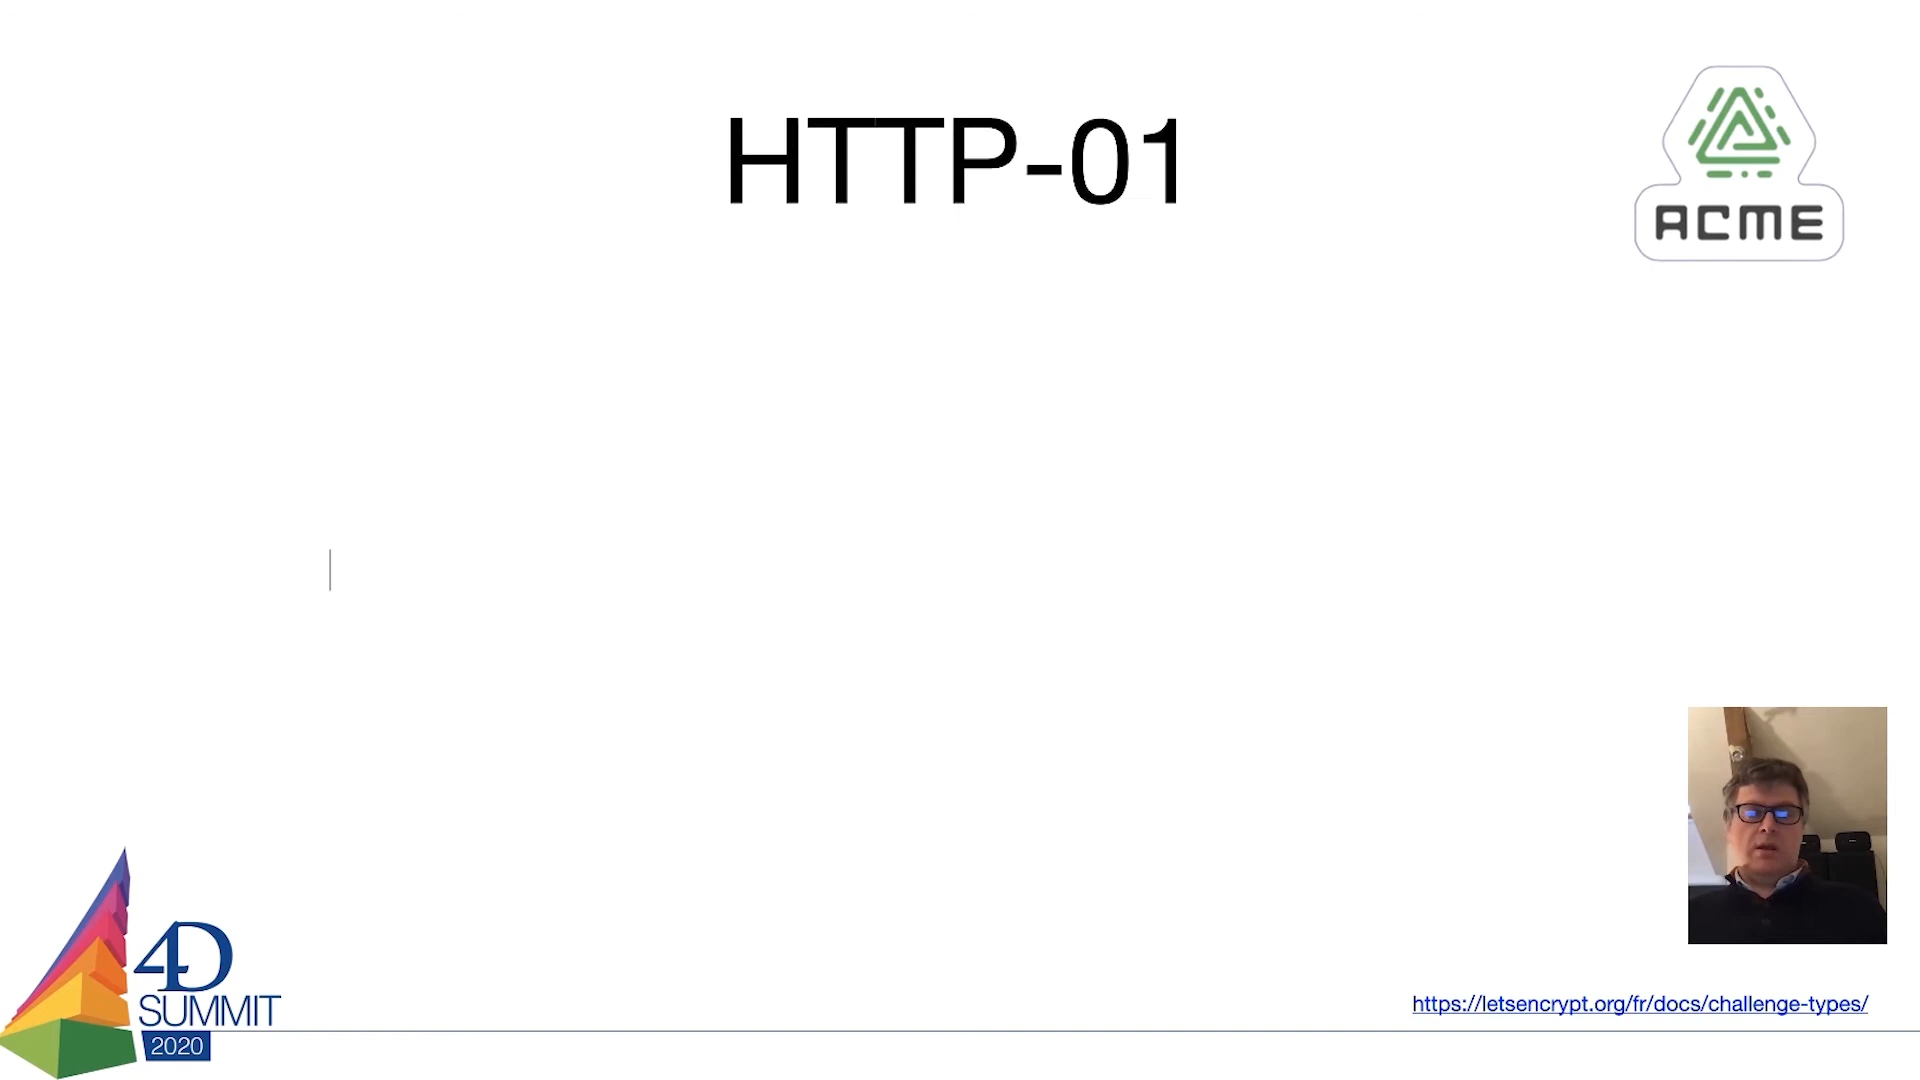 HTTP-01
ACME
4D
SUMMIT
2020
https://letsencrypt.org/fr/docs/challenge-types/